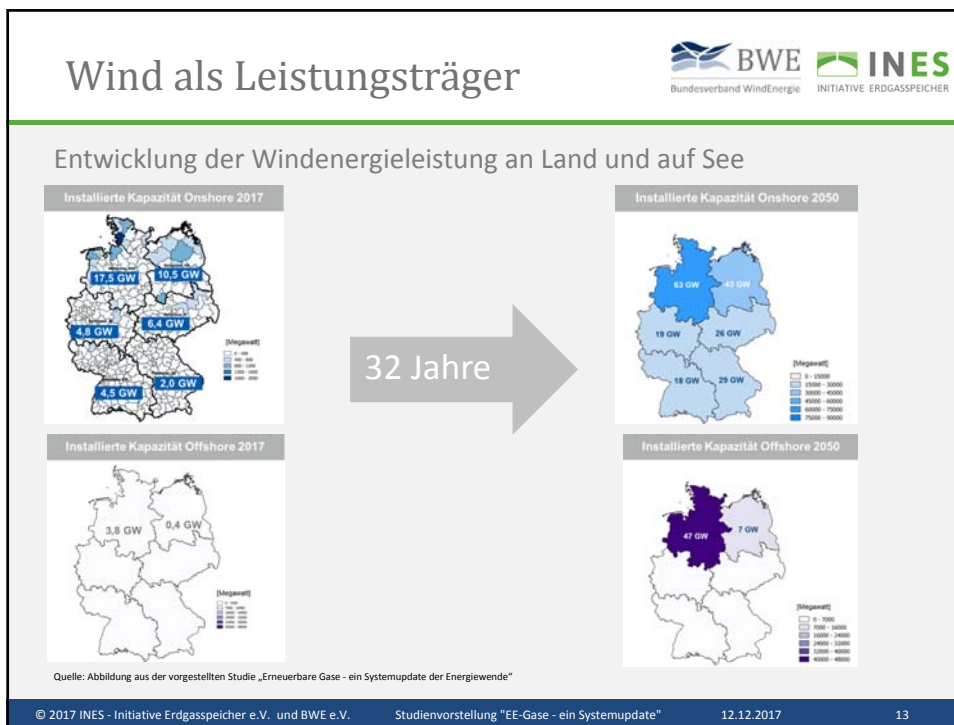 Wind als Leistungsträger
BWE
Bundesverband WindEnergie
INES
INITIATIVE ERDGASSPEICHER
Entwicklung der Windenergieleistung an Land und auf See
Installierte Kapazität Onshore 2017
17,5 GW
10,5 GW
4,8 GW
6,4 GW
4,5 GW
2,0 GW
[Megawatt]
32 Jahre
Installierte Kapazität Onshore 2050
63 GW
43 GW
19 GW
26 GW
18 GW
29 GW
[Megawatt]
0 - 15000
15000 - 30000
30000 - 45000
45000 - 60000
60000 - 75000
75000 - 90000
Installierte Kapazität Offshore 2017
3,8 GW
0,4 GW
[Megawatt]
Installierte Kapazität Offshore 2050
47 GW
7 GW
[Megawatt]
0 - 7000
7000 - 16000
16000 - 24000
24000 - 32000
32000 - 40000
40000 - 48000
Quelle: Abbildung aus der vorgestellten Studie „Erneuerbare Gase - ein Systemupdate der Energiewende“
© 2017 INES - Initiative Erdgasspeicher e.V. und BWE e.V. Studienvorstellung "EE-Gase - ein Systemupdate" 12.12.2017 13